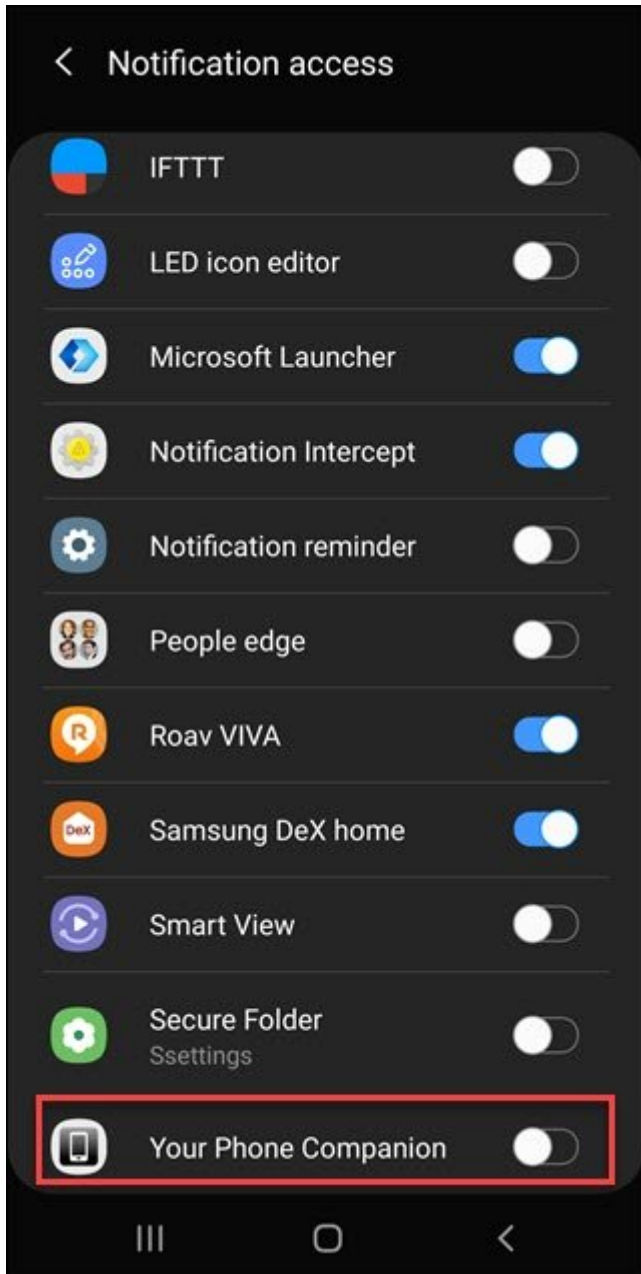 Notification access
IFTTT
LED icon editor
Microsoft Launcher
Notification Intercept
Notification reminder
People edge
R
Roav VIVA
DeX
Samsung DeX home
Smart View
Secure Folder
Ssettings
Your Phone Companion